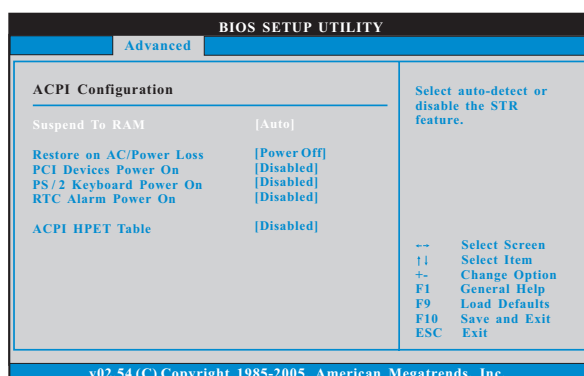 BIOS SETUP UTILITY
Advanced
ACPI Configuration
Suspend To RAM [Auto]
Restore on AC/Power Loss [Power Off]
PCI Devices Power On [Disabled]
PS/2 Keyboard Power On [Disabled]
RTC Alarm Power On [Disabled]
ACPI HPET Table [Disabled]
Select auto-detect or
disable the STR
feature.
←→ Select Screen
↑↓ Select Item
+- Change Option
F1 General Help
F9 Load Defaults
F10 Save and Exit
ESC Exit
v02.54 (C) Copyright 1985-2005, American Megatrends, Inc.